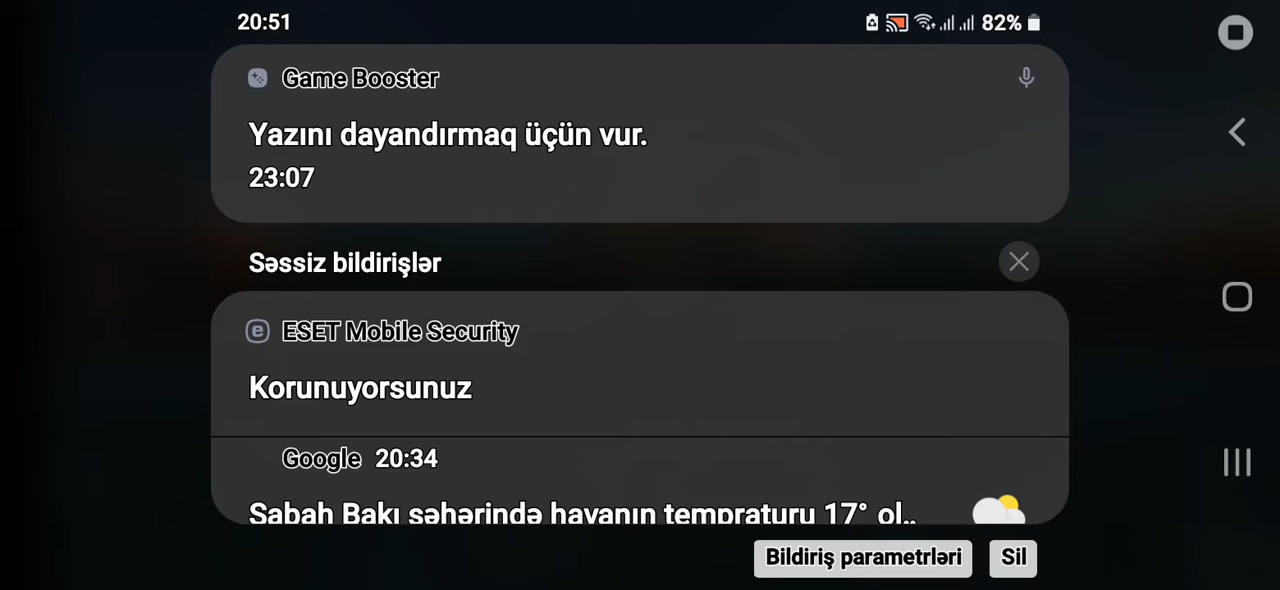 20:51
82%
Game Booster
Yazını dayandırmaq üçün vur.
23:07
Səssiz bildirişlər
ESET Mobile Security
Korunuyorsunuz
Google 20:34
Sabah Bakı şəhərində havanın tempraturu 17° ol..
Bildiriş parametrləri Sil